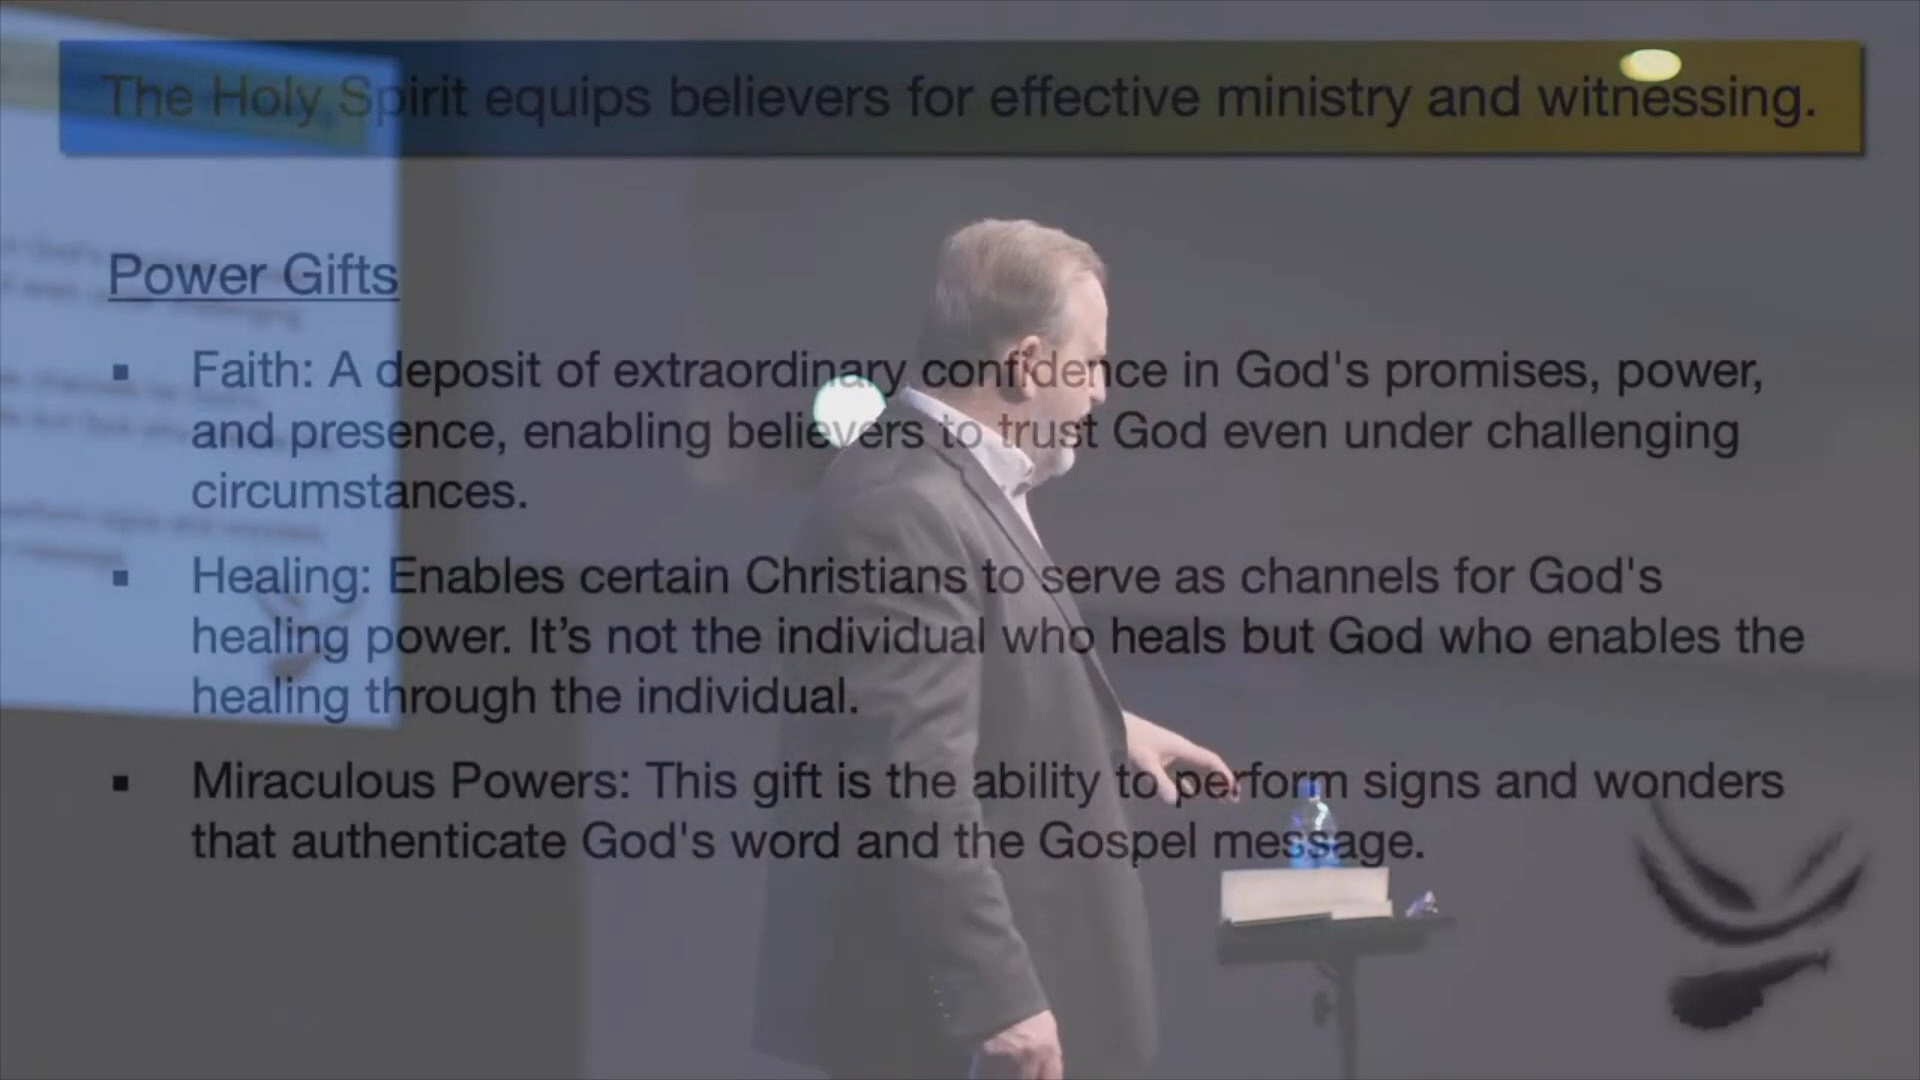 The Holy Spirit equips believers for effective ministry and witnessing.
Power Gifts
▪ Faith: A deposit of extraordinary confidence in God's promises, power,
and presence, enabling believers to trust God even under challenging
circumstances.
▪ Healing: Enables certain Christians to serve as channels for God's
healing power. It’s not the individual who heals but God who enables the
healing through the individual.
▪ Miraculous Powers: This gift is the ability to perform signs and wonders
that authenticate God's word and the Gospel message.